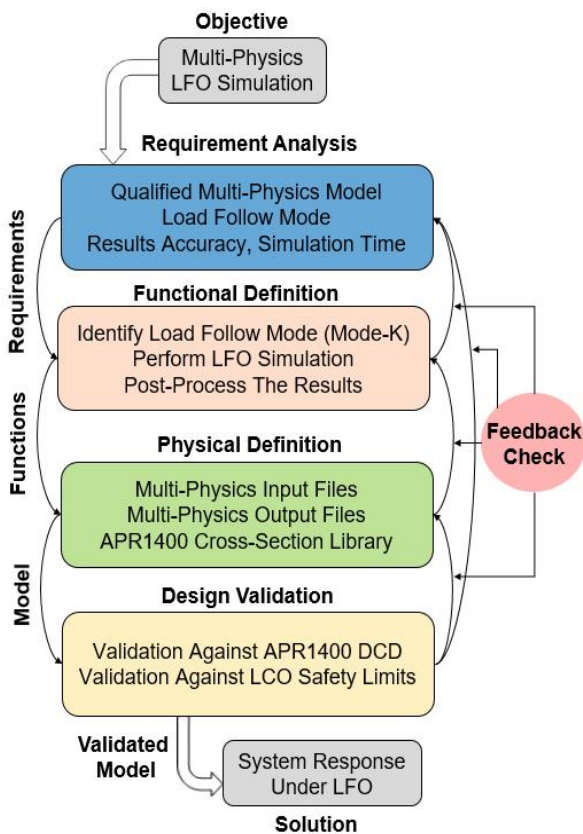 Objective
Multi-Physics
LFO Simulation
Requirement Analysis
Qualified Multi-Physics Model
Load Follow Mode
Results Accuracy, Simulation Time
Requirements
Functional Definition
Identify Load Follow Mode (Mode-K)
Perform LFO Simulation
Post-Process The Results
Functions
Feedback
Check
Physical Definition
Multi-Physics Input Files
Multi-Physics Output Files
APR1400 Cross-Section Library
Model
Design Validation
Validation Against APR1400 DCD
Validation Against LCO Safety Limits
Validated
Model
System Response
Under LFO
Solution